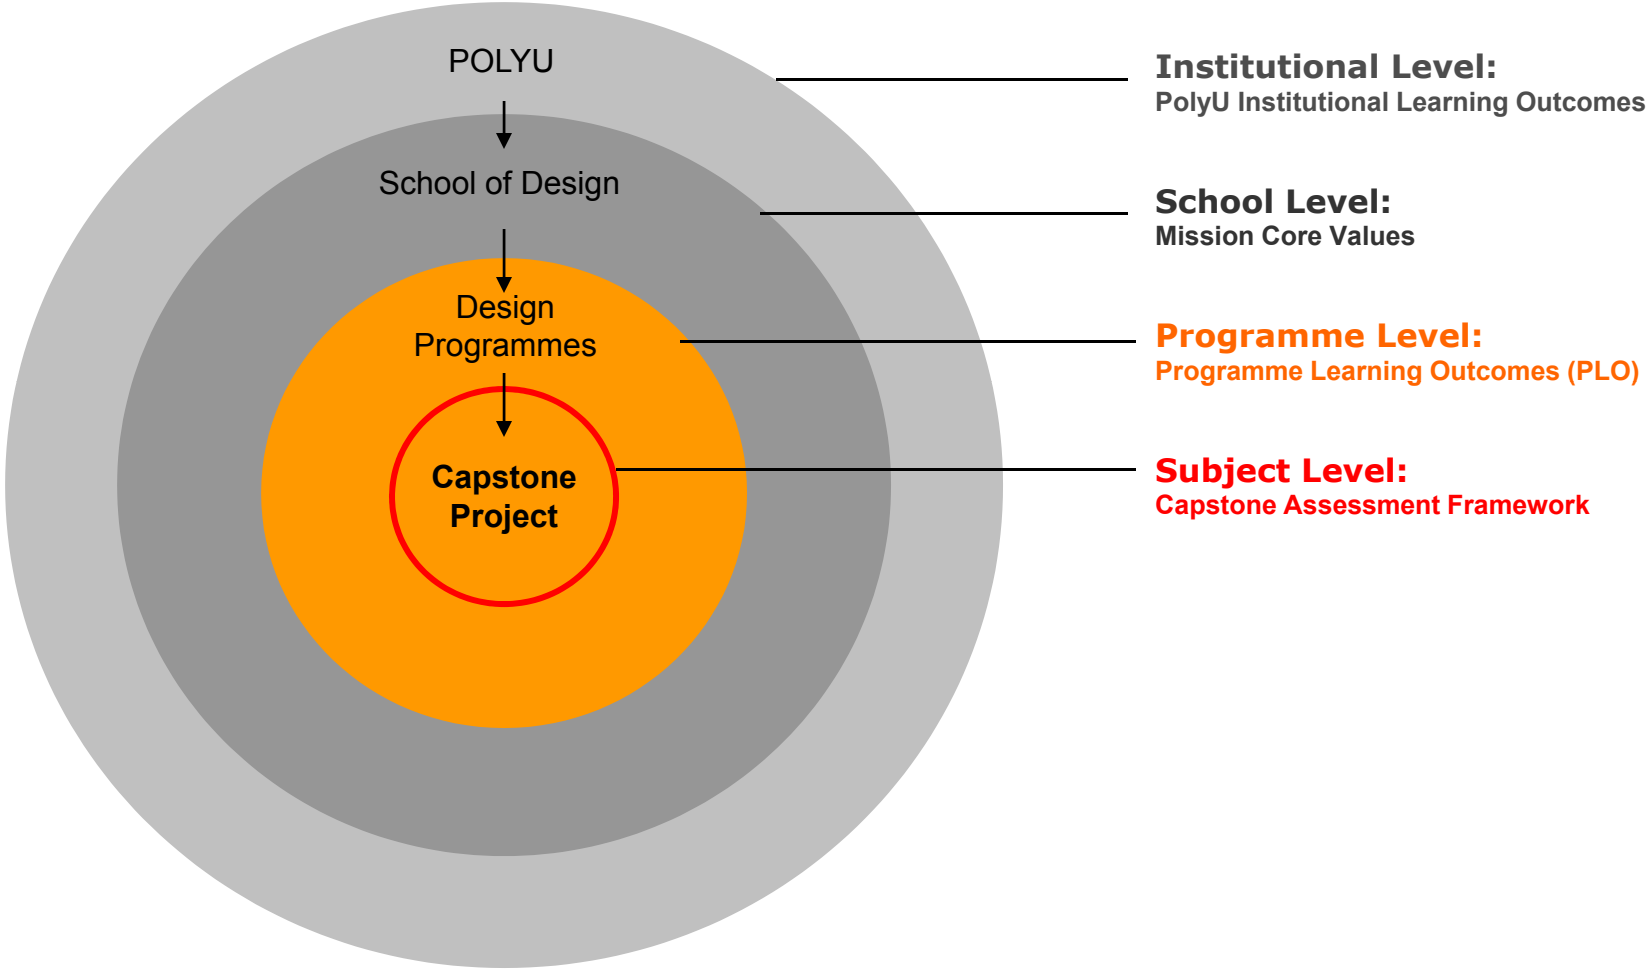 POLYU
School of Design
Design
Programmes
Capstone
Project
Institutional Level:
PolyU Institutional Learning Outcomes
School Level:
Mission Core Values
Programme Level:
Programme Learning Outcomes (PLO)
Subject Level:
Capstone Assessment Framework